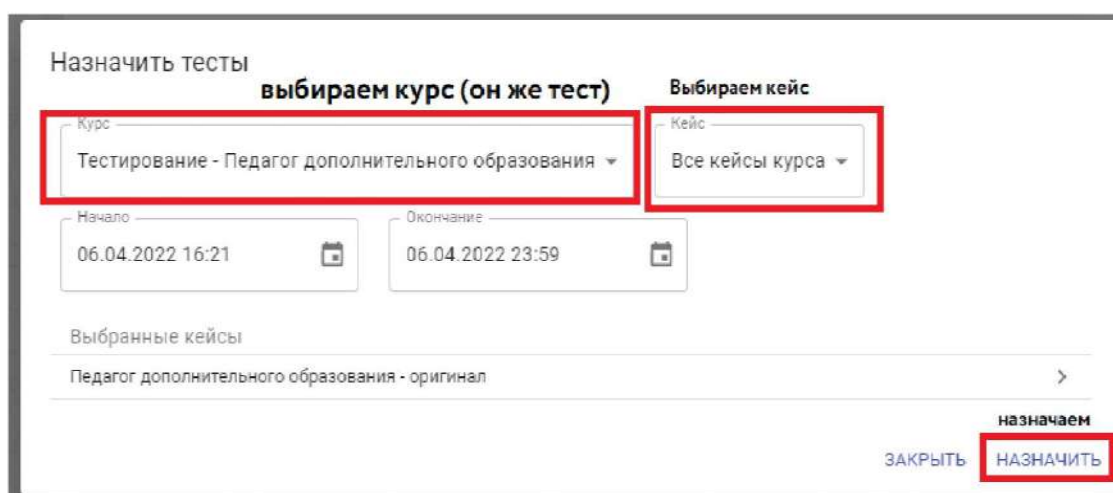 Назначить тесты
выбираем курс (он же тест)
Выбираем кейс
Курс
Кейс
Тестирование - Педагог дополнительного образования
Все кейсы курса
Начало
Окончание
06.04.2022 16:21
06.04.2022 23:59
Выбранные кейсы
Педагог дополнительного образования - оригинал
назначаем
ЗАКРЫТЬ
НАЗНАЧИТЬ